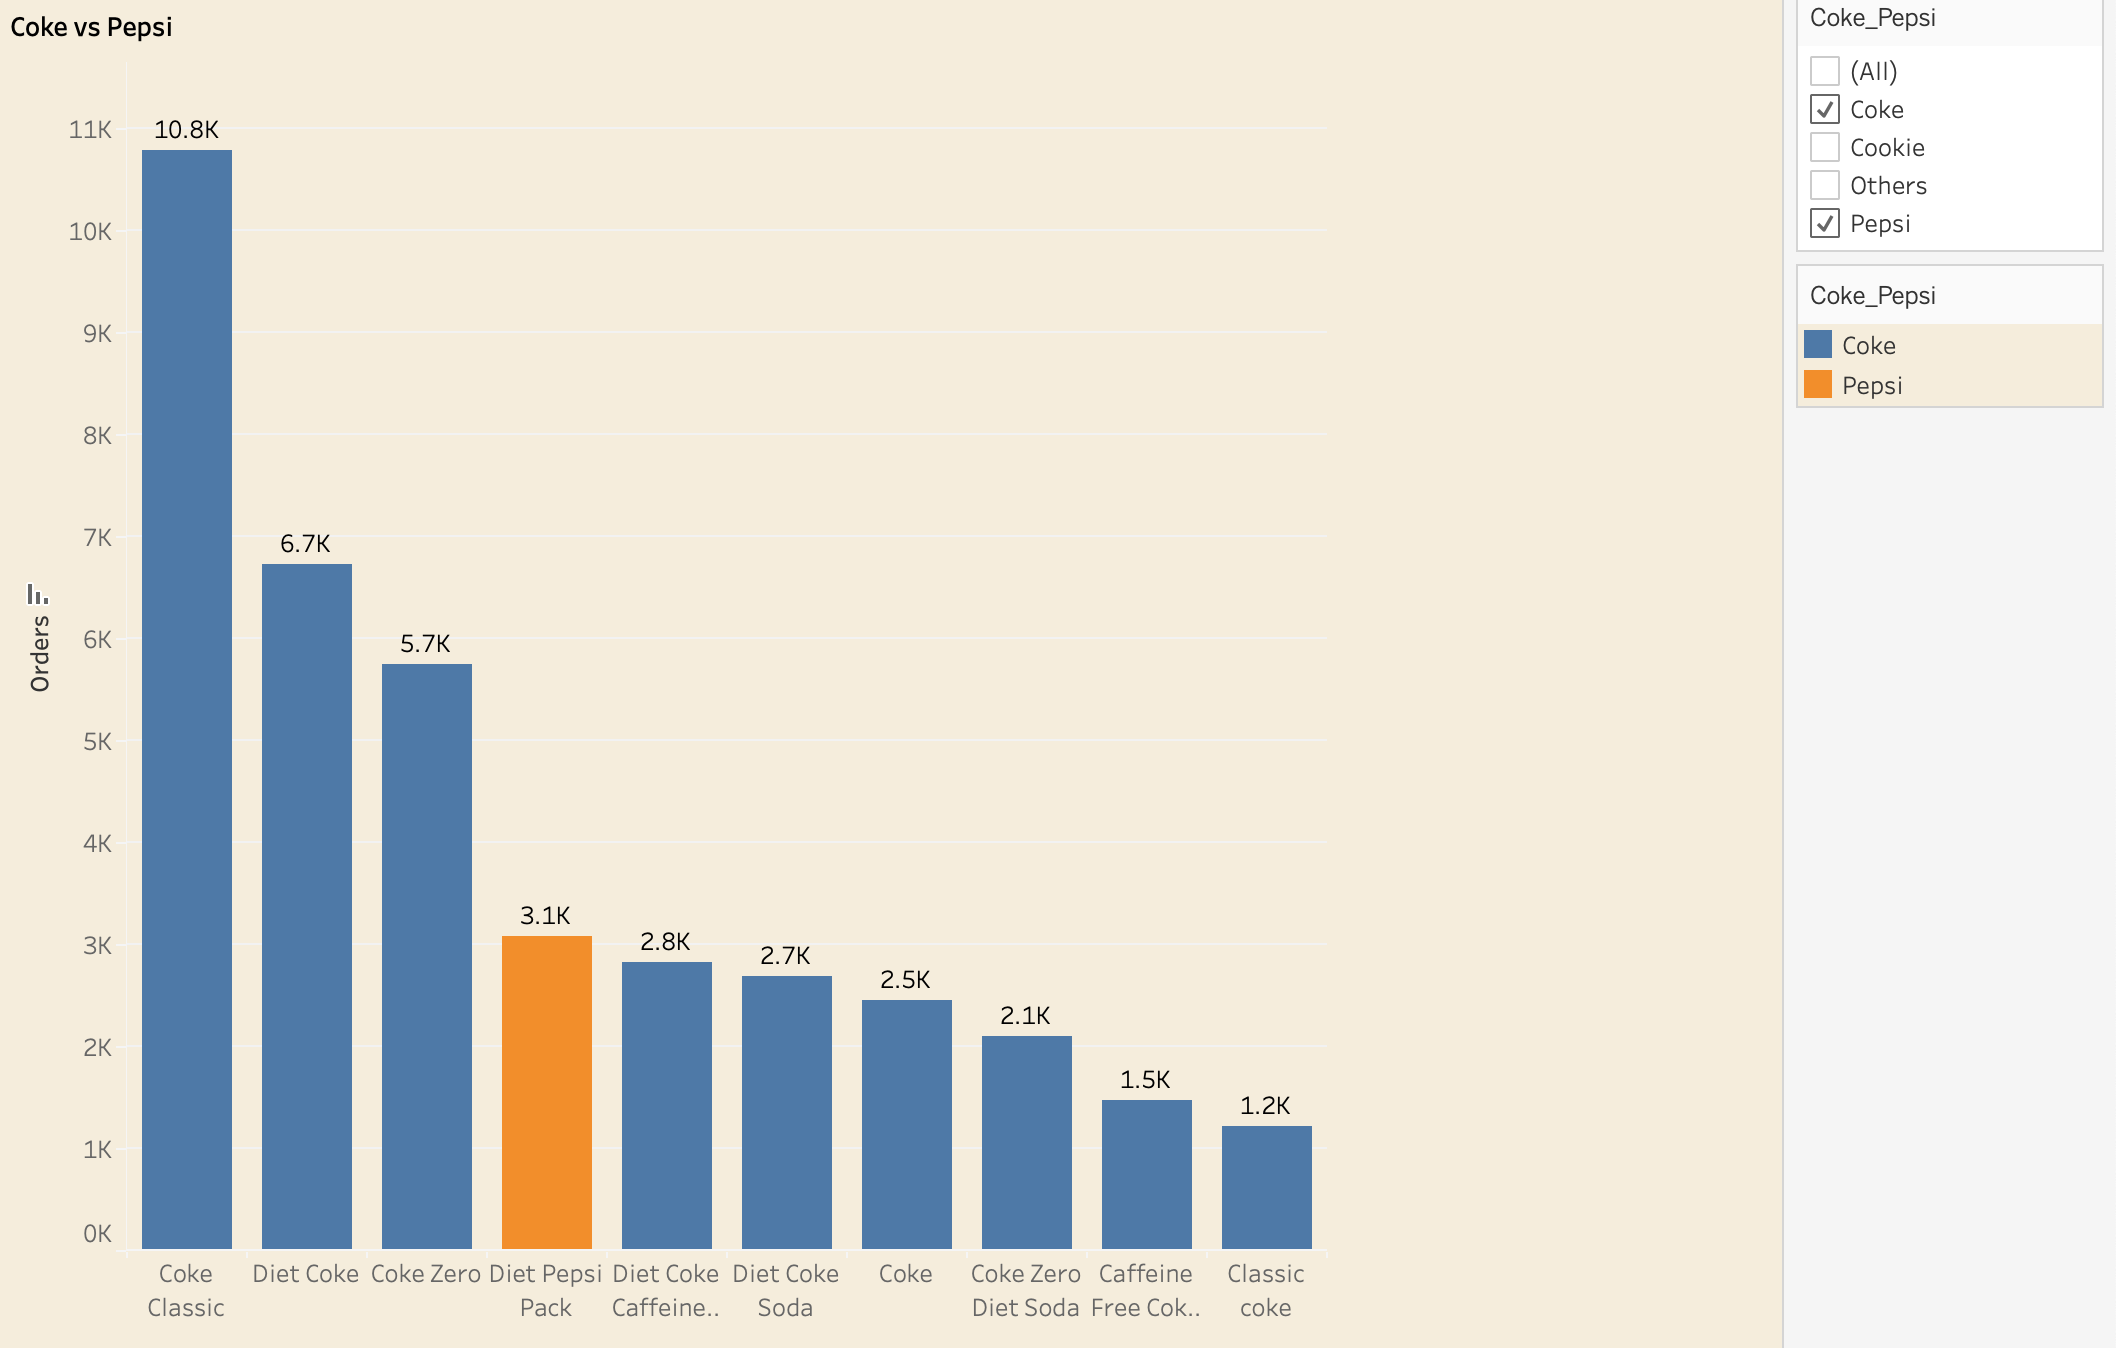 Coke vs Pepsi
11K
10K
9K
8K
7K
6K
5K
4K
3K
2K
1K
0K
Orders
10.8K
6.7K
5.7K
3.1K
2.8K
2.7K
2.5K
2.1K
1.5K
1.2K
Coke
Classic
Diet Coke
Coke Zero
Diet Pepsi
Pack
Diet Coke
Caffeine..
Diet Coke
Soda
Coke
Coke Zero
Diet Soda
Caffeine
Free Cok..
Classic
coke
Coke_Pepsi
(All)
Coke
Cookie
Others
Pepsi
Coke_Pepsi
Coke
Pepsi